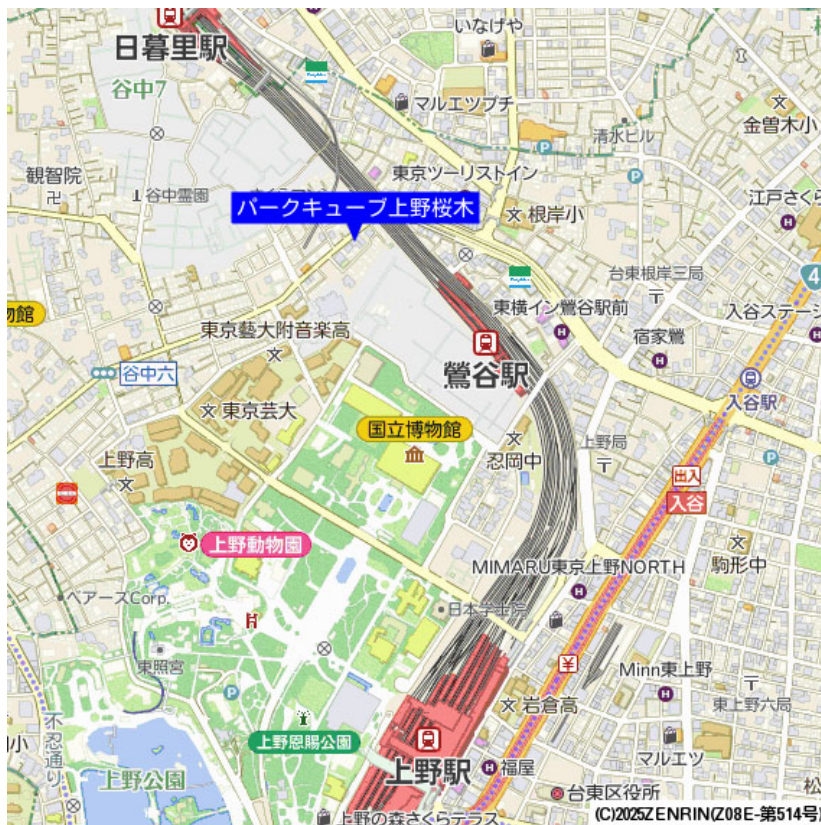 日暮里駅
いなげや
谷中7
マルエツプチ
清水ビル
金曽木小
観智院
谷中霊園
東京ツーリストイン
パークキューブ上野桜木
根岸小
江戸さくら
台東根岸三局
4
物館
東京藝大附音楽高
東横イン鶯谷駅前
入谷ステーシ
宿家鶯
鶯谷駅
谷中六
入谷駅
東京芸大
国立博物館
上野高
忍岡中
上野局
出入
入谷
上野動物園
MIMARU東京上野NORTH
駒形中
ベアーズCorp.
日本学士院
東照宮
Minn東上野
岩倉高
東上野六局
不忍通り
上野恩賜公園
マルエツ
上野公園
上野駅
福屋
台東区役所
松
上野の森さくらテラス
(C)2025ZENRIN(Z08E-第514号)